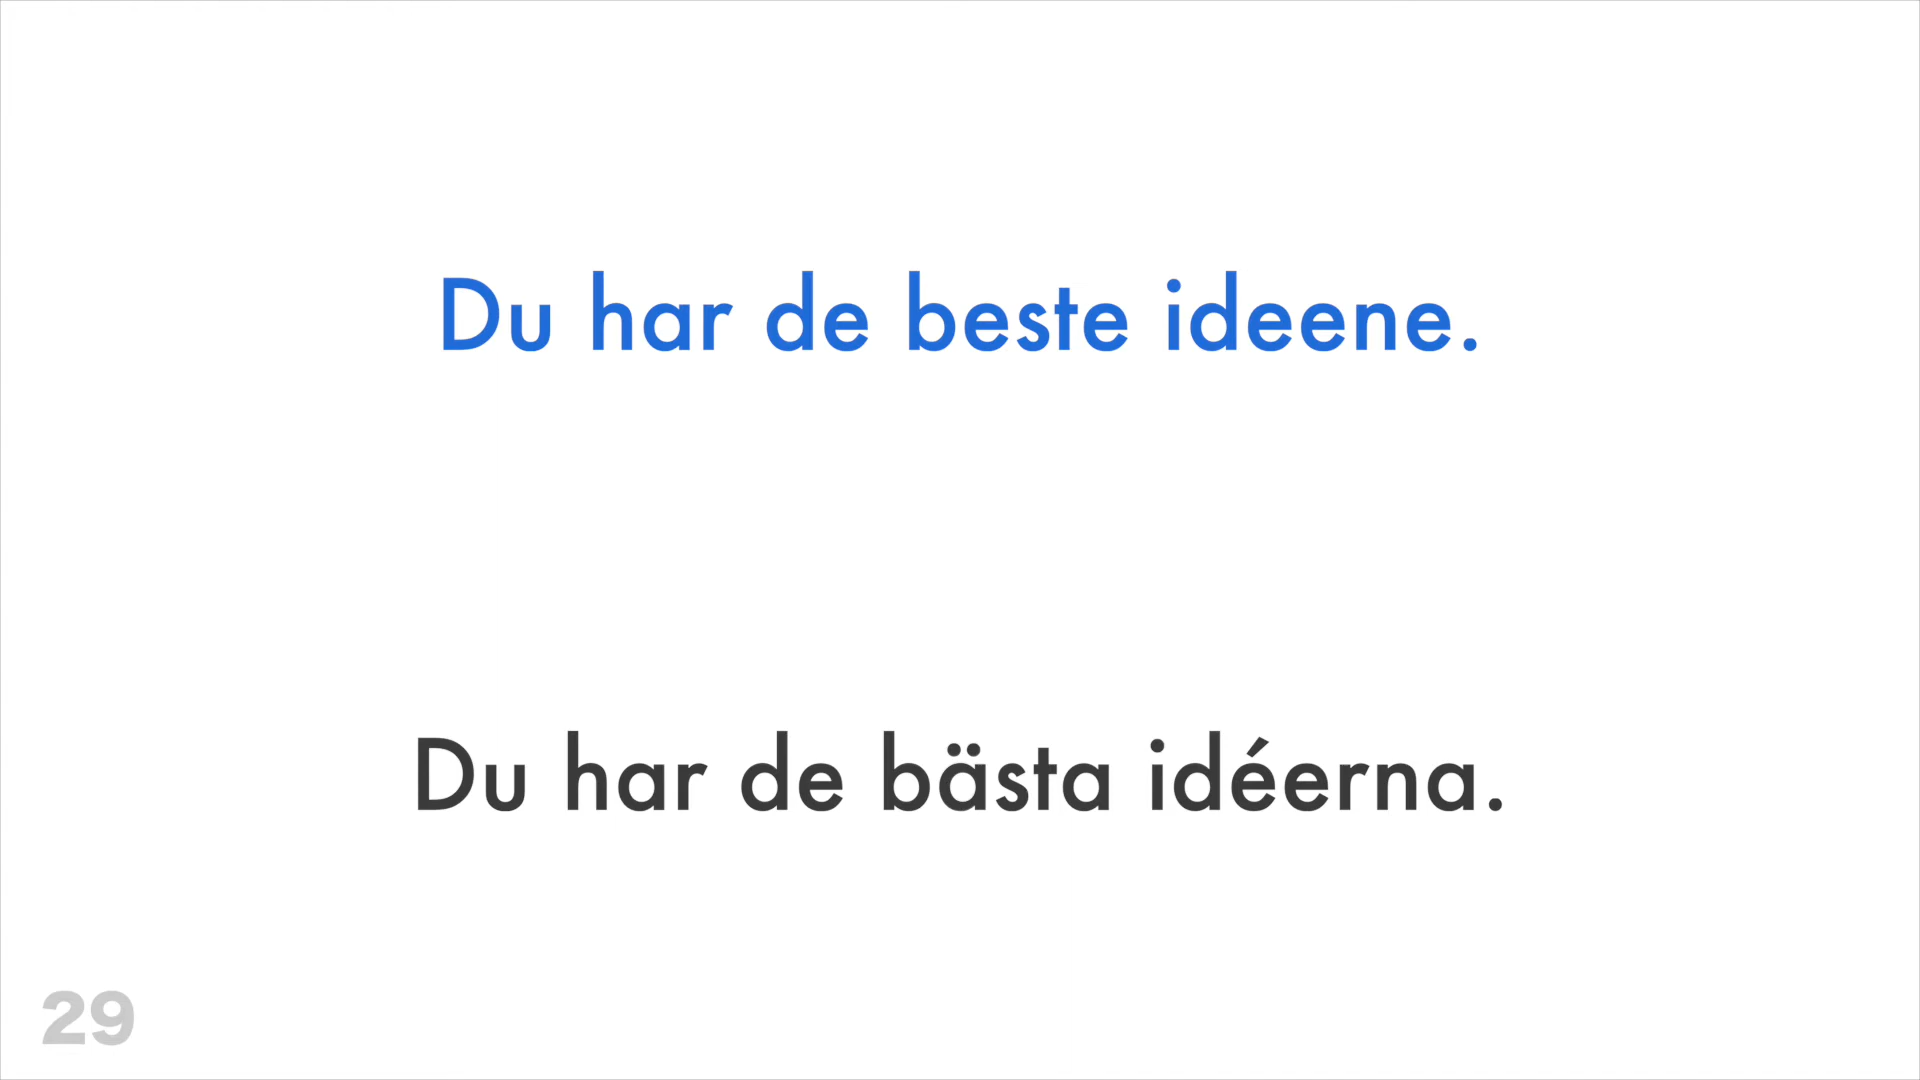 Du har de beste ideene.
Du har de bästa idéerna.
29